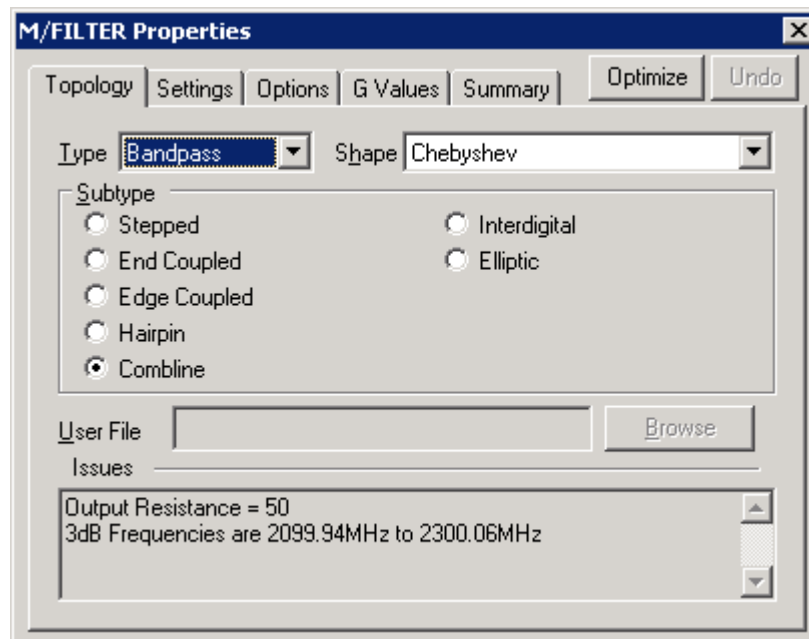 M/FILTER Properties
Topology Settings Options G Values Summary Optimize Undo
Type Bandpass Shape Chebyshev
Subtype
Stepped Interdigital
End Coupled Elliptic
Edge Coupled
Hairpin
Combline
User File Browse
Issues
Output Resistance = 50
3dB Frequencies are 2099.94MHz to 2300.06MHz